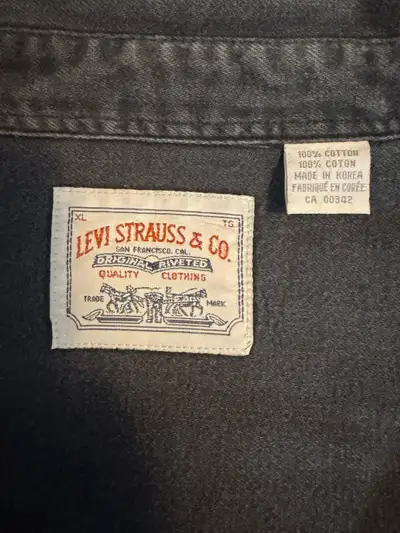 100% COTTON
100% COTON
MADE IN KOREA
FABRIQUÉ EN CORÉE
CA 00342
XL TG
LEVI STRAUSS & CO.
SAN FRANCISCO, CAL.
ORIGINAL RIVETED
QUALITY CLOTHING
TRADE MARK